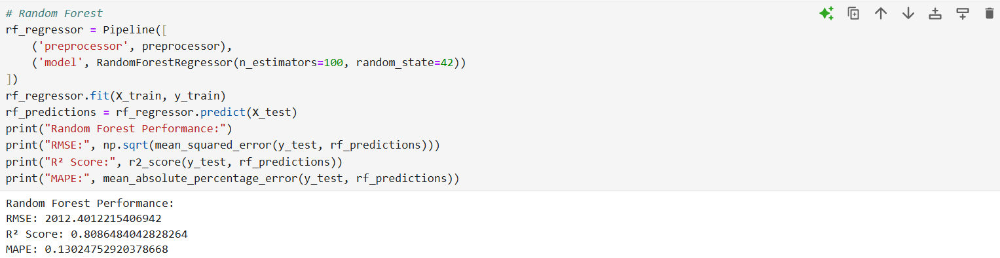 # Random Forest
rf_regressor = Pipeline([
    ('preprocessor', preprocessor),
    ('model', RandomForestRegressor(n_estimators=100, random_state=42))
])
rf_regressor.fit(X_train, y_train)
rf_predictions = rf_regressor.predict(X_test)
print("Random Forest Performance:")
print("RMSE:", np.sqrt(mean_squared_error(y_test, rf_predictions)))
print("R² Score:", r2_score(y_test, rf_predictions))
print("MAPE:", mean_absolute_percentage_error(y_test, rf_predictions))
Random Forest Performance:
RMSE: 2012.4012215406942
R² Score: 0.8086484042828264
MAPE: 0.13024752920378668